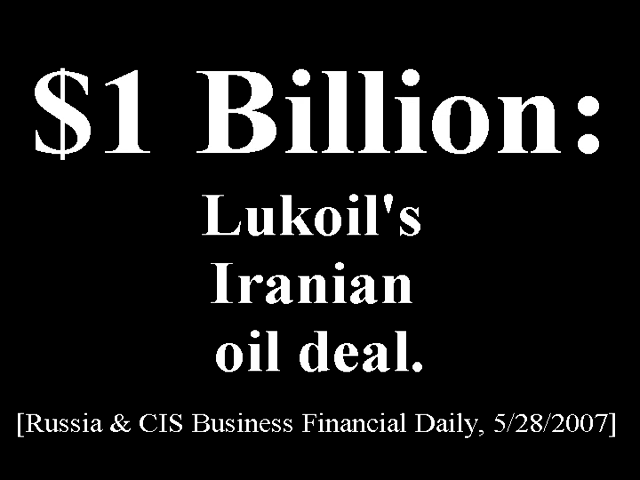 $1 Billion:
Lukoil's
Iranian
oil deal.
[Russia & CIS Business Financial Daily, 5/28/2007]